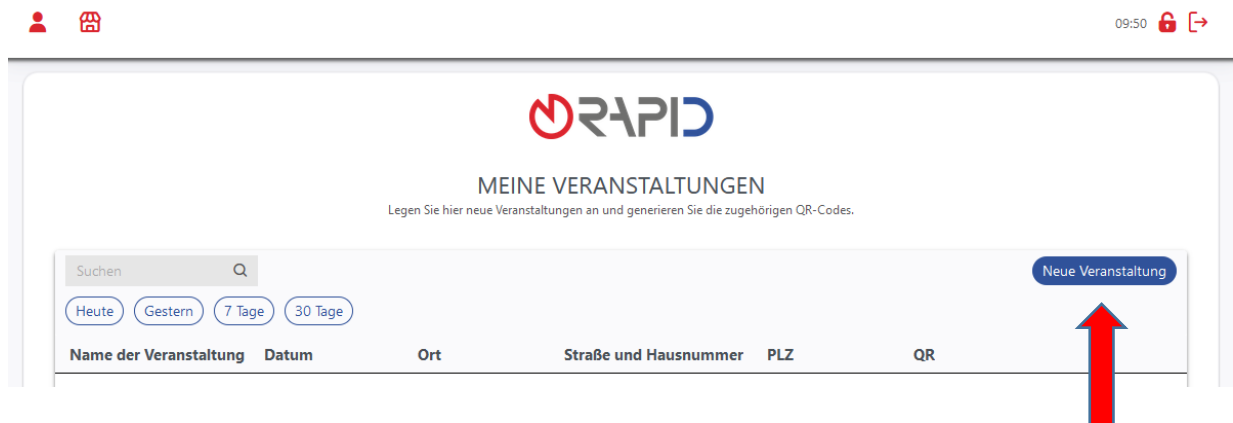 09:50
RAPID
MEINE VERANSTALTUNGEN
Legen Sie hier neue Veranstaltungen an und generieren Sie die zugehörigen QR-Codes.
Suchen
Neue Veranstaltung
Heute Gestern 7 Tage 30 Tage
Name der Veranstaltung Datum Ort Straße und Hausnummer PLZ QR